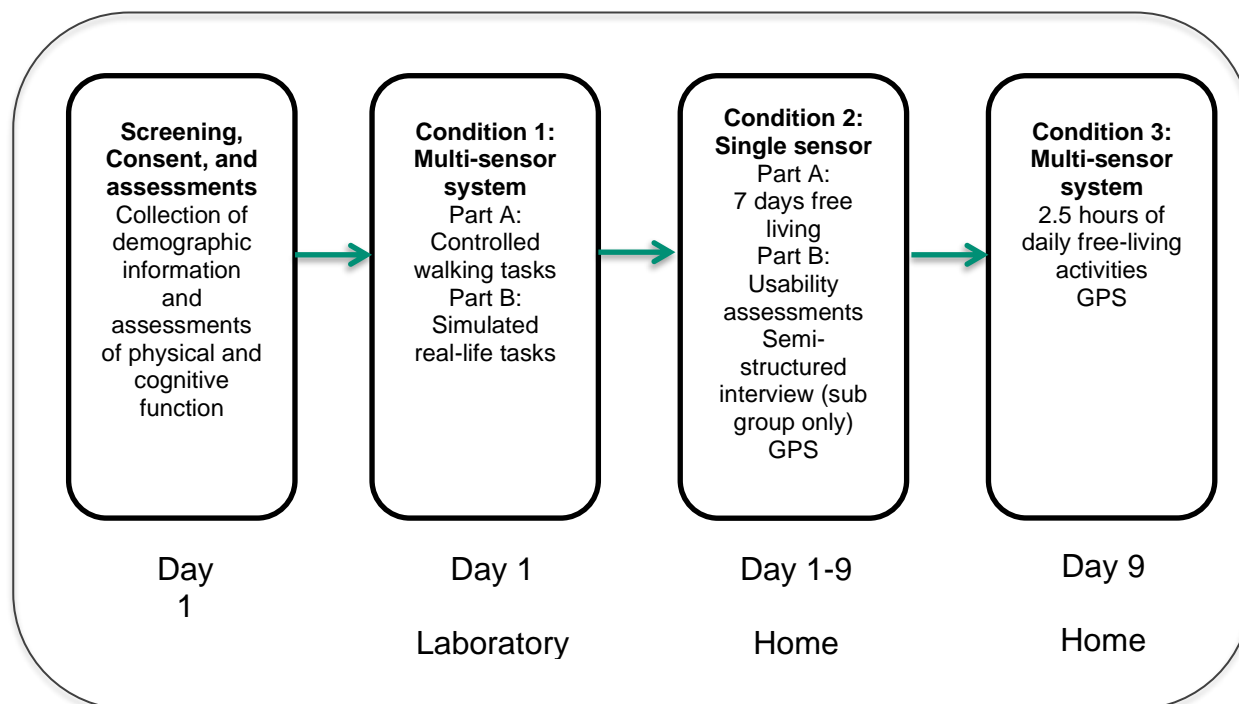 Screening,
Consent, and
assessments
Collection of
demographic
information
and
assessments
of physical and
cognitive
function
Condition 1:
Multi-sensor
system
Part A:
Controlled
walking tasks
Part B:
Simulated
real-life tasks
Condition 2:
Single sensor
Part A:
7 days free
living
Part B:
Usability
assessments
Semi-
structured
interview (sub
group only)
GPS
Condition 3:
Multi-sensor
system
2.5 hours of
daily free-living
activities
GPS
Day
1
Day 1
Laboratory
Day 1-9
Home
Day 9
Home